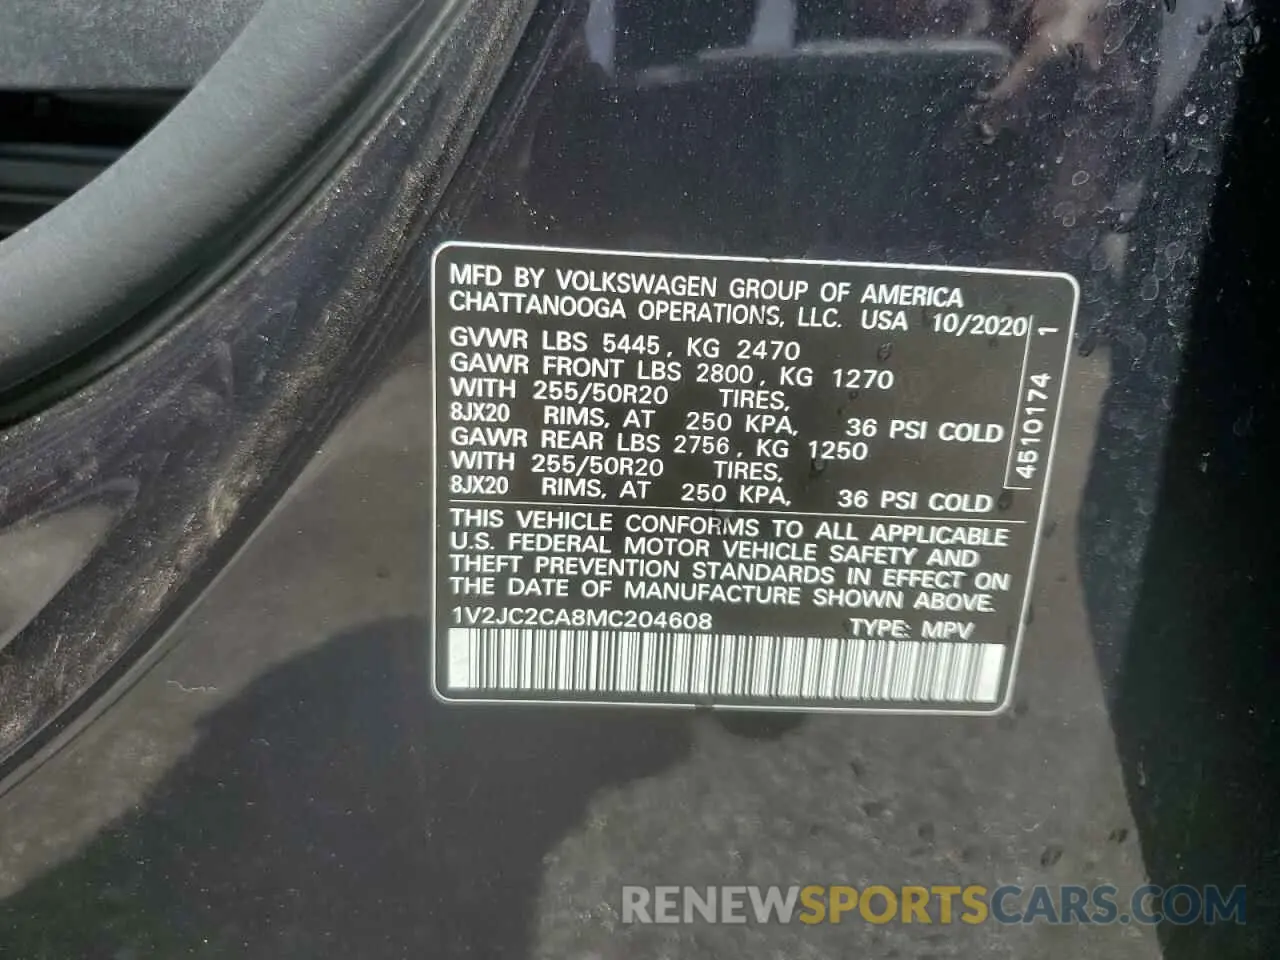 MFD BY VOLKSWAGEN GROUP OF AMERICA
CHATTANOOGA OPERATIONS, LLC. USA 10/2020
GVWR LBS 5445, KG 2470
GAWR FRONT LBS 2800, KG 1270
WITH 255/50R20 TIRES,
8JX20 RIMS, AT 250 KPA, 36 PSI COLD
GAWR REAR LBS 2756, KG 1250
WITH 255/50R20 TIRES,
8JX20 RIMS, AT 250 KPA, 36 PSI COLD
4510174 1
THIS VEHICLE CONFORMS TO ALL APPLICABLE
U.S. FEDERAL MOTOR VEHICLE SAFETY AND
THEFT PREVENTION STANDARDS IN EFFECT ON
THE DATE OF MANUFACTURE SHOWN ABOVE.
1V2JC2CA8MC204608 TYPE: MPV
RENEWSPORTSCARS.COM